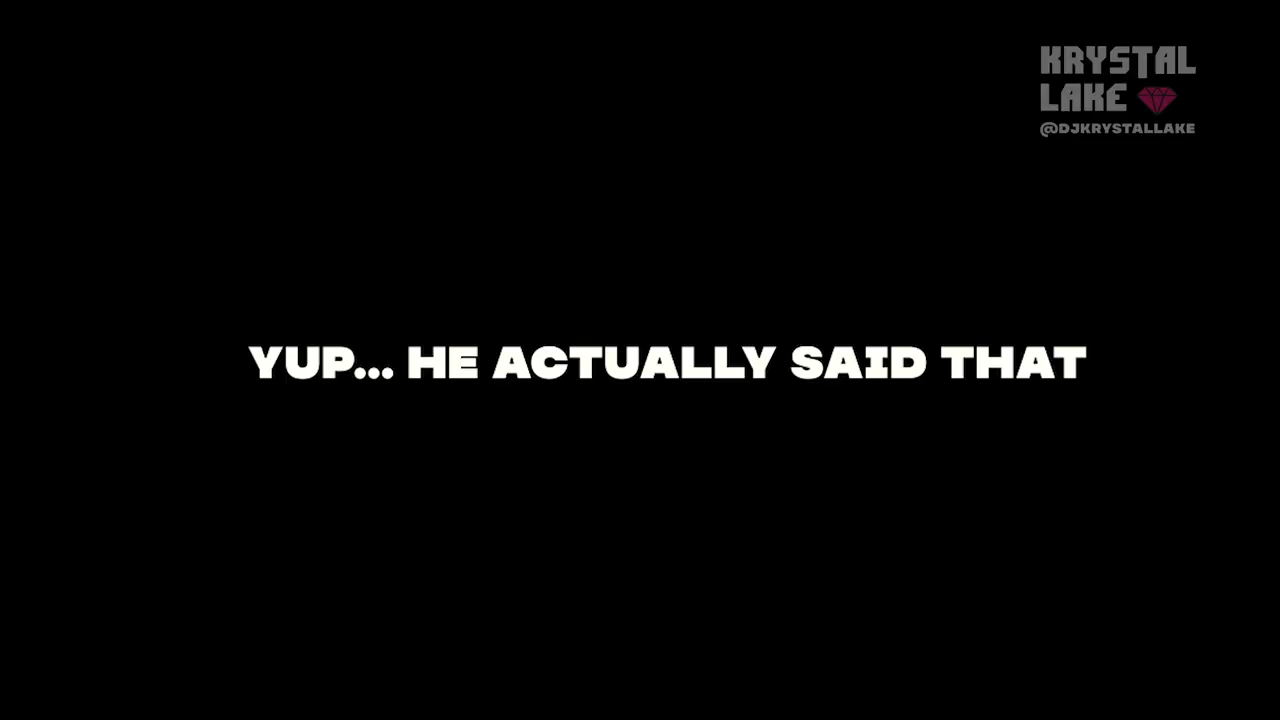 KRYSTAL
LAKE
@DJKRYSTALLAKE
YUP... HE ACTUALLY SAID THAT